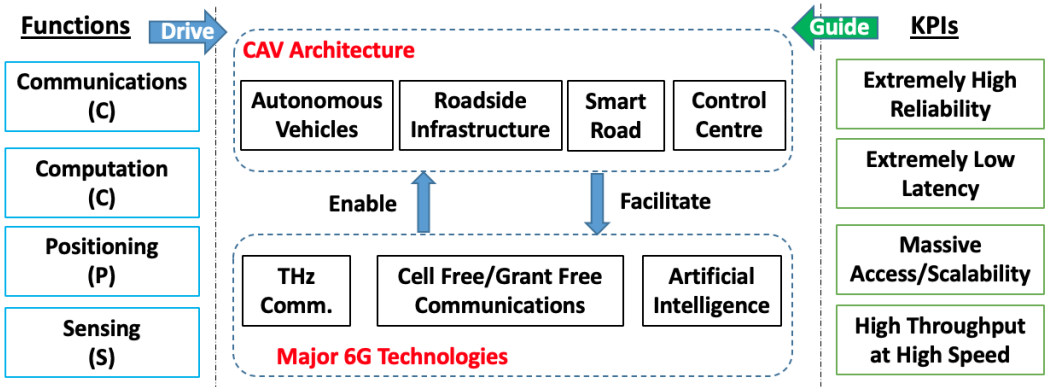 Functions
Drive
Communications
(C)
Computation
(C)
Positioning
(P)
Sensing
(S)
CAV Architecture
Autonomous
Vehicles
Roadside
Infrastructure
Smart
Road
Control
Centre
Enable
Facilitate
THz
Comm.
Cell Free/Grant Free
Communications
Artificial
Intelligence
Major 6G Technologies
Guide
KPIs
Extremely High
Reliability
Extremely Low
Latency
Massive
Access/Scalability
High Throughput
at High Speed